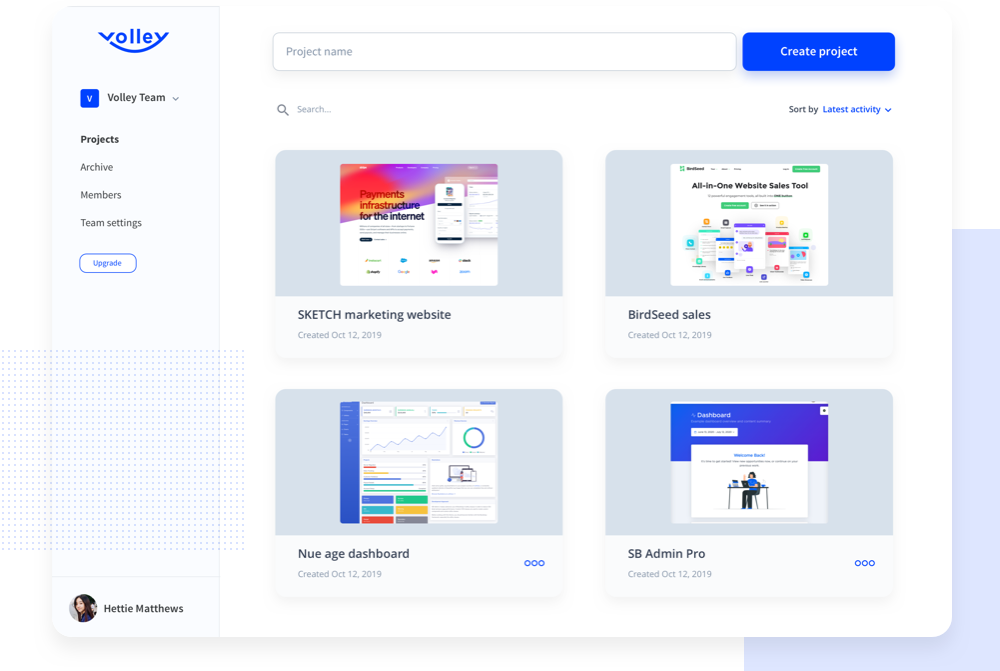 volley
V
Volley Team
Projects
Archive
Members
Team settings
Upgrade
Hettie Matthews
Project name
Create project
Search...
Sort by Latest activity
Payments
infrastructure
for the internet
SKETCH marketing website
Created Oct 12, 2019
BirdSeed
All-in-One Website Sales Tool
BirdSeed sales
Created Oct 12, 2019
Nue age dashboard
Created Oct 12, 2019
Dashboard
Welcome Back!
SB Admin Pro
Created Oct 12, 2019